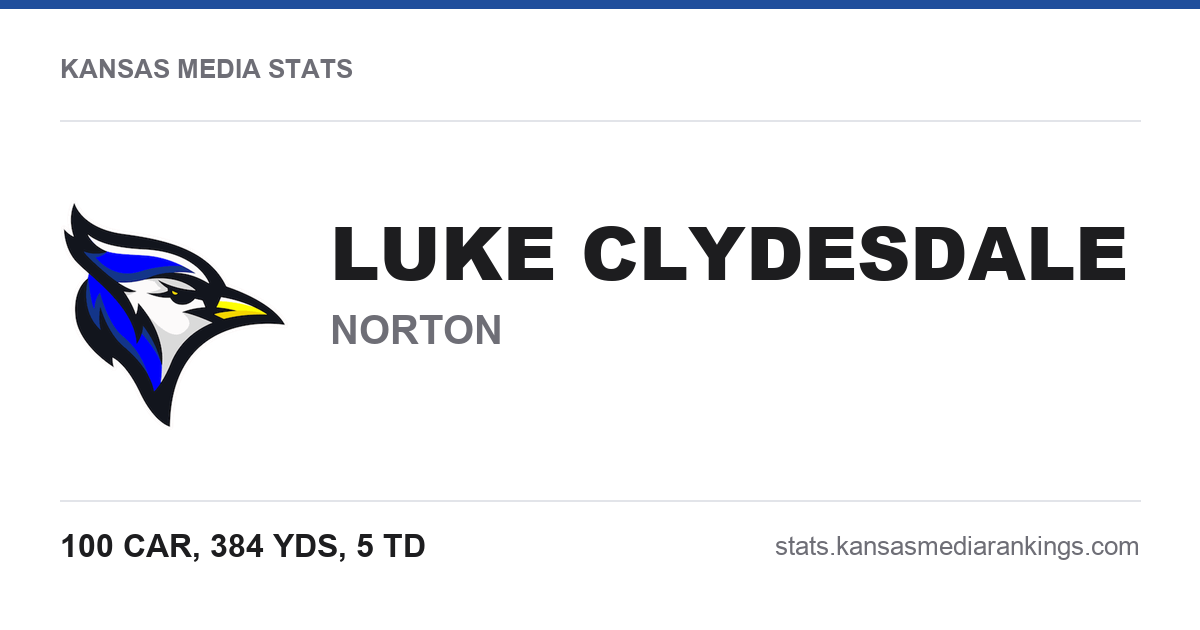 KANSAS MEDIA STATS
LUKE CLYDESDALE
NORTON
100 CAR, 384 YDS, 5 TD
stats.kansasmediarankings.com